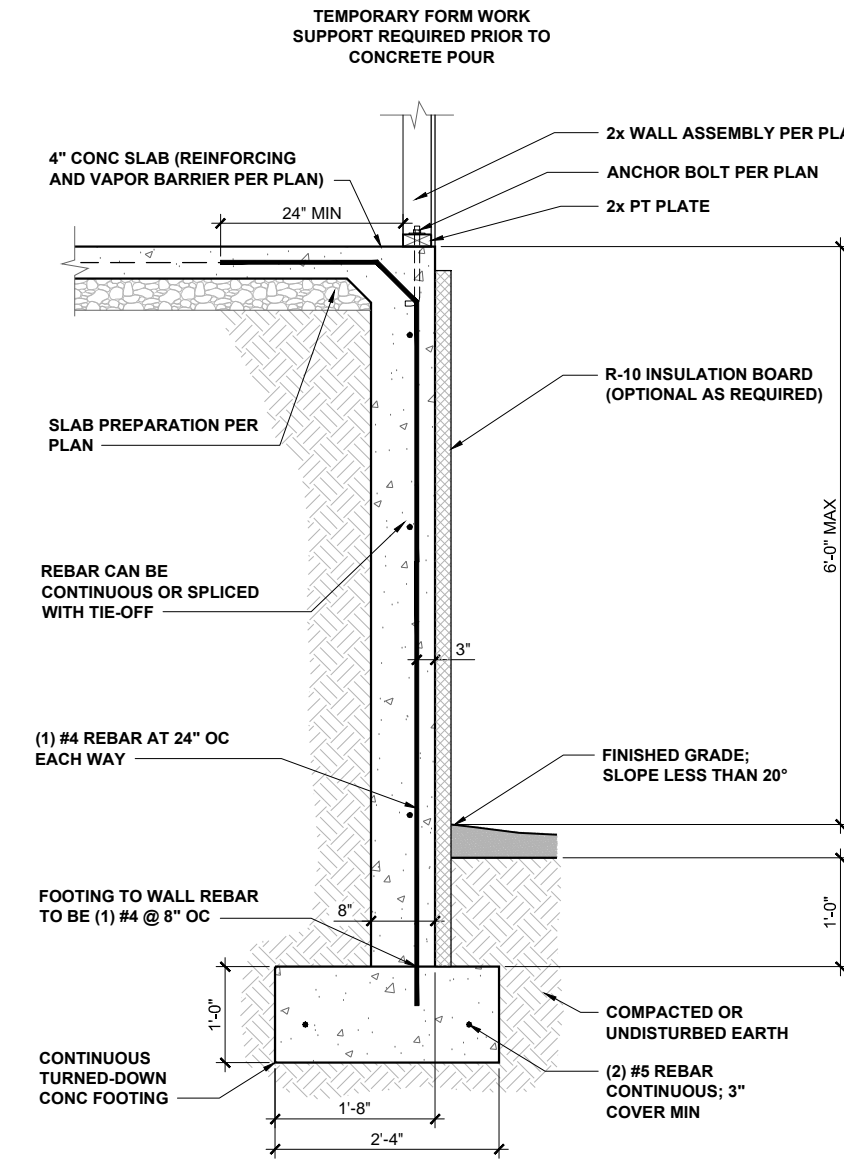 TEMPORARY FORM WORK
SUPPORT REQUIRED PRIOR TO
CONCRETE POUR
2x WALL ASSEMBLY PER PLA
4" CONC SLAB (REINFORCING
AND VAPOR BARRIER PER PLAN)
ANCHOR BOLT PER PLAN
24" MIN
2x PT PLATE
R-10 INSULATION BOARD
(OPTIONAL AS REQUIRED)
SLAB PREPARATION PER
PLAN
6'-0" MAX
REBAR CAN BE
CONTINUOUS OR SPLICED
WITH TIE-OFF
3"
(1) #4 REBAR AT 24" OC
EACH WAY
FINISHED GRADE;
SLOPE LESS THAN 20°
FOOTING TO WALL REBAR
TO BE (1) #4 @ 8" OC
8"
1'-0"
1'-0"
COMPACTED OR
UNDISTURBED EARTH
CONTINUOUS
TURNED-DOWN
CONC FOOTING
(2) #5 REBAR
CONTINUOUS; 3"
COVER MIN
1'-8"
2'-4"